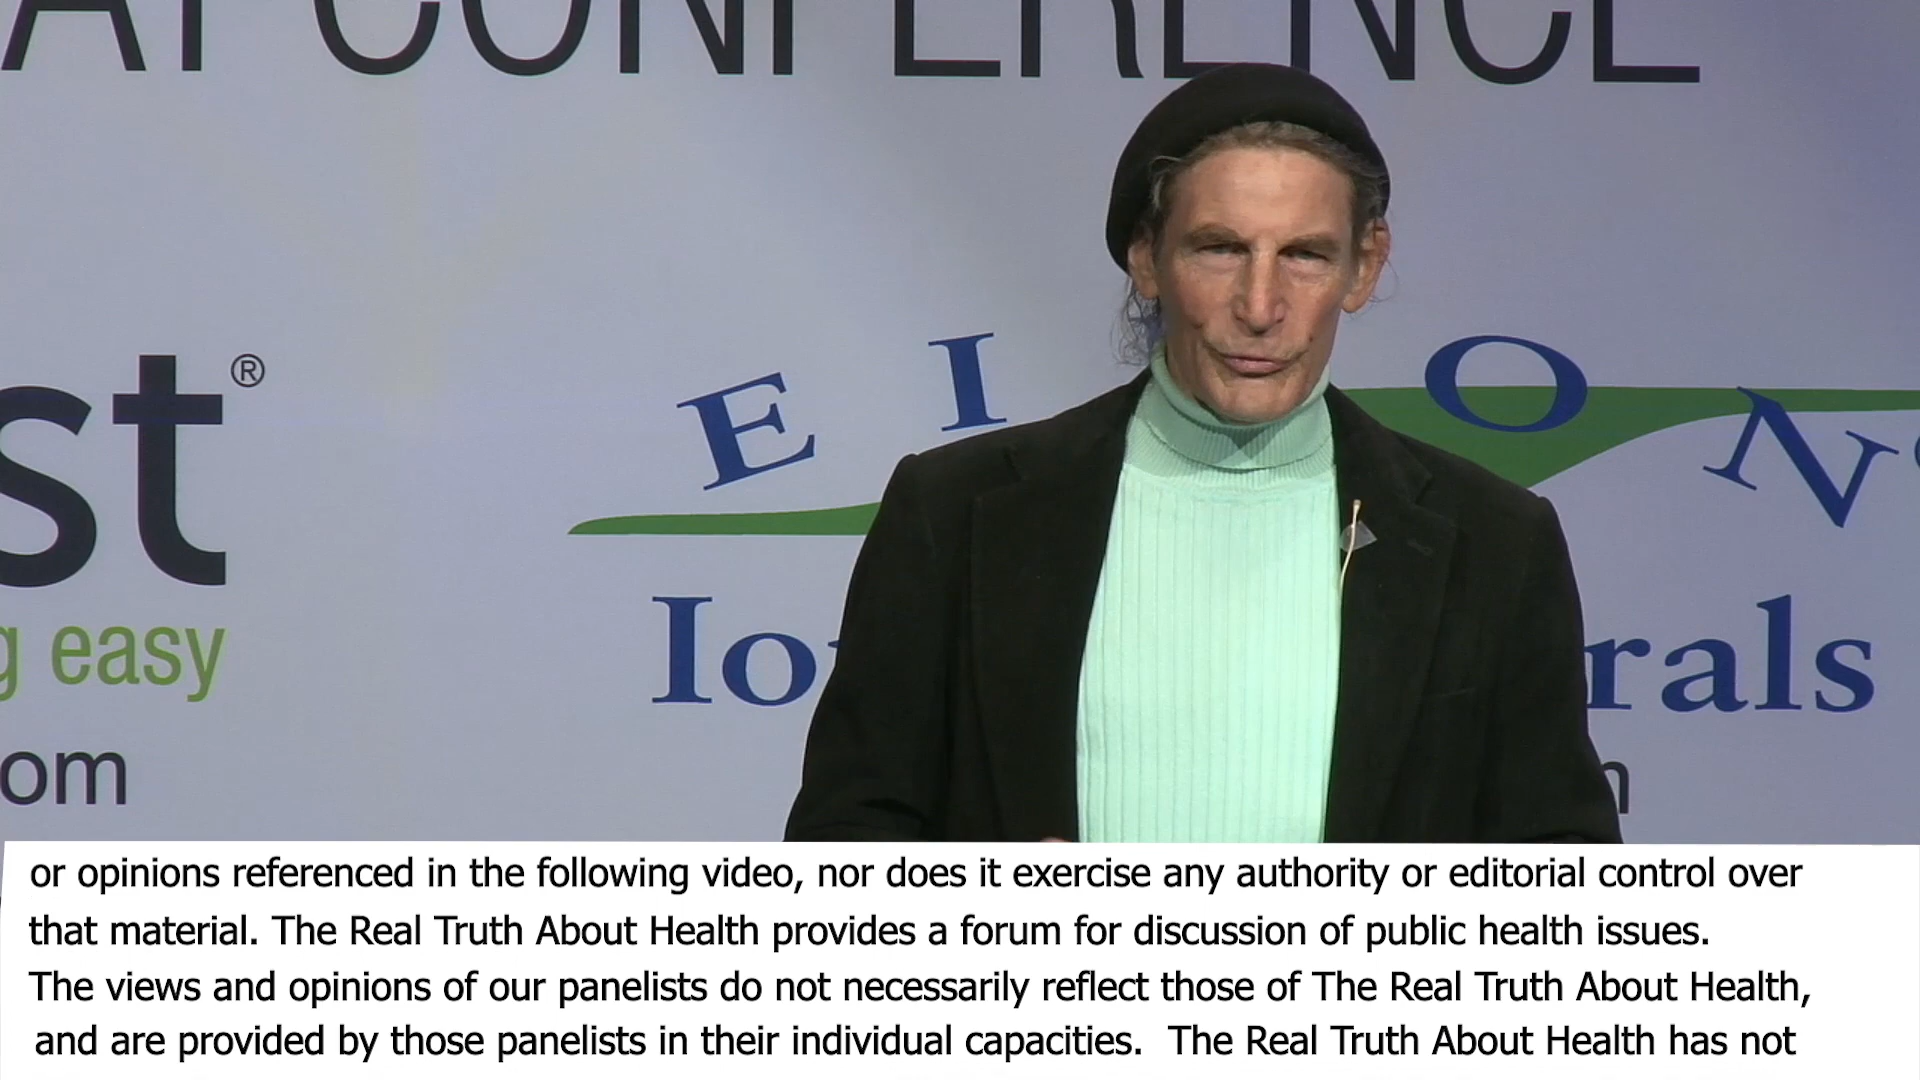 AT CONFERENCE
st®
g easy
om
E I O N
Io rals
or opinions referenced in the following video, nor does it exercise any authority or editorial control over
that material. The Real Truth About Health provides a forum for discussion of public health issues.
The views and opinions of our panelists do not necessarily reflect those of The Real Truth About Health,
and are provided by those panelists in their individual capacities. The Real Truth About Health has not